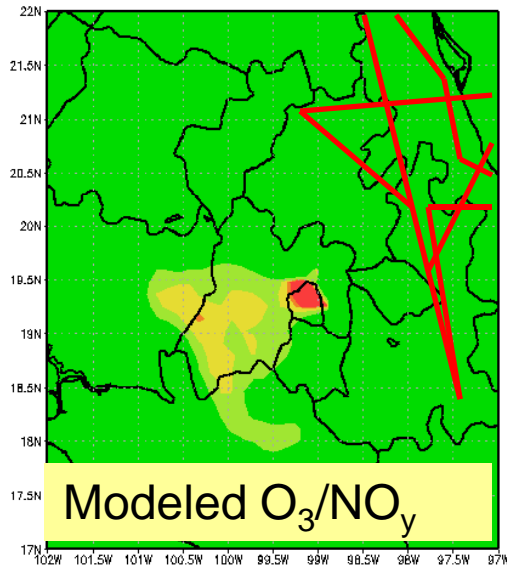 22N
21.5N
21N
20.5N
20N
19.5N
19N
18.5N
18N
17.5N
17N
Modeled O₃/NOᵧ
102W 101.5W 101W 100.5W 100W 99.5W 99W 98.5W 98W 97.5W 97W